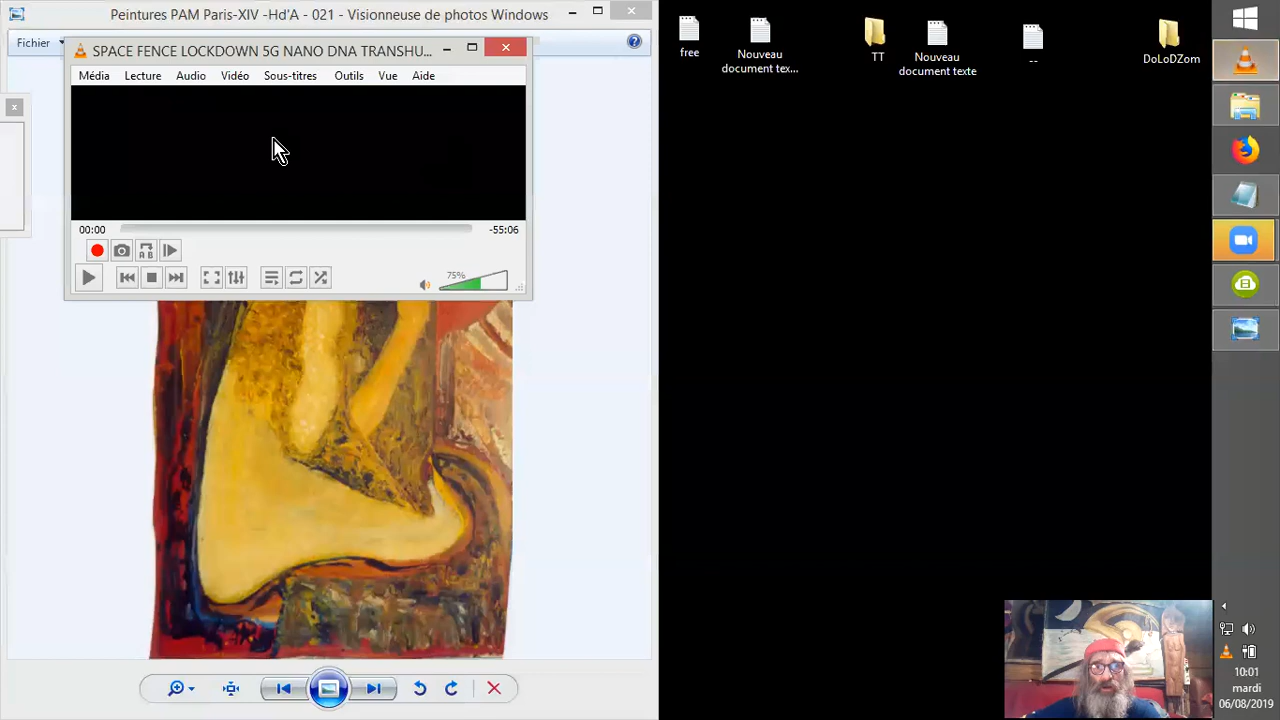 Peintures PAM Paris-XIV -Hd'A - 021 - Visionneuse de photos Windows
Fichier
SPACE FENCE LOCKDOWN5G NANO DNA TRANSHU...
Média Lecture Audio Vidéo Sous-titres Outils Vue Aide
00:00 -55:06
75%
free
Nouveau
document tex...
TT
Nouveau
document texte
--
DoLoDZom
10:01
mardi
06/08/2019